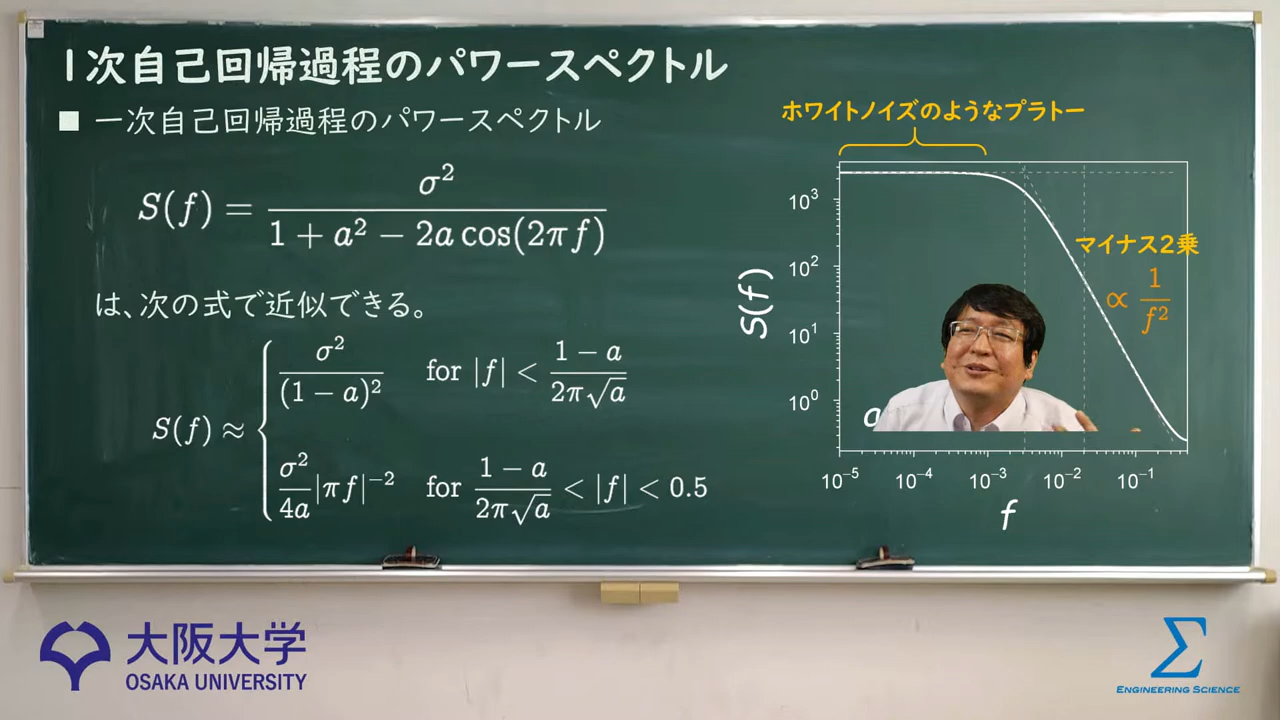 1次自己回帰過程のパワースペクトル
■ 一次自己回帰過程のパワースペクトル
S(f) = σ² / (1 + a² − 2a cos(2πf))
は、次の式で近似できる。
S(f) ≈ { σ² / (1 − a)² for |f| < (1 − a) / (2π√a)
σ² / 4a |πf|⁻² for (1 − a) / (2π√a) < |f| < 0.5
ホワイトノイズのようなプラトー
マイナス2乗
∝ 1 / f²
S(f)
10³
10²
10¹
10⁰
10⁻⁵ 10⁻⁴ 10⁻³ 10⁻² 10⁻¹
f
大阪大学
OSAKA UNIVERSITY
Σ
ENGINEERING SCIENCE